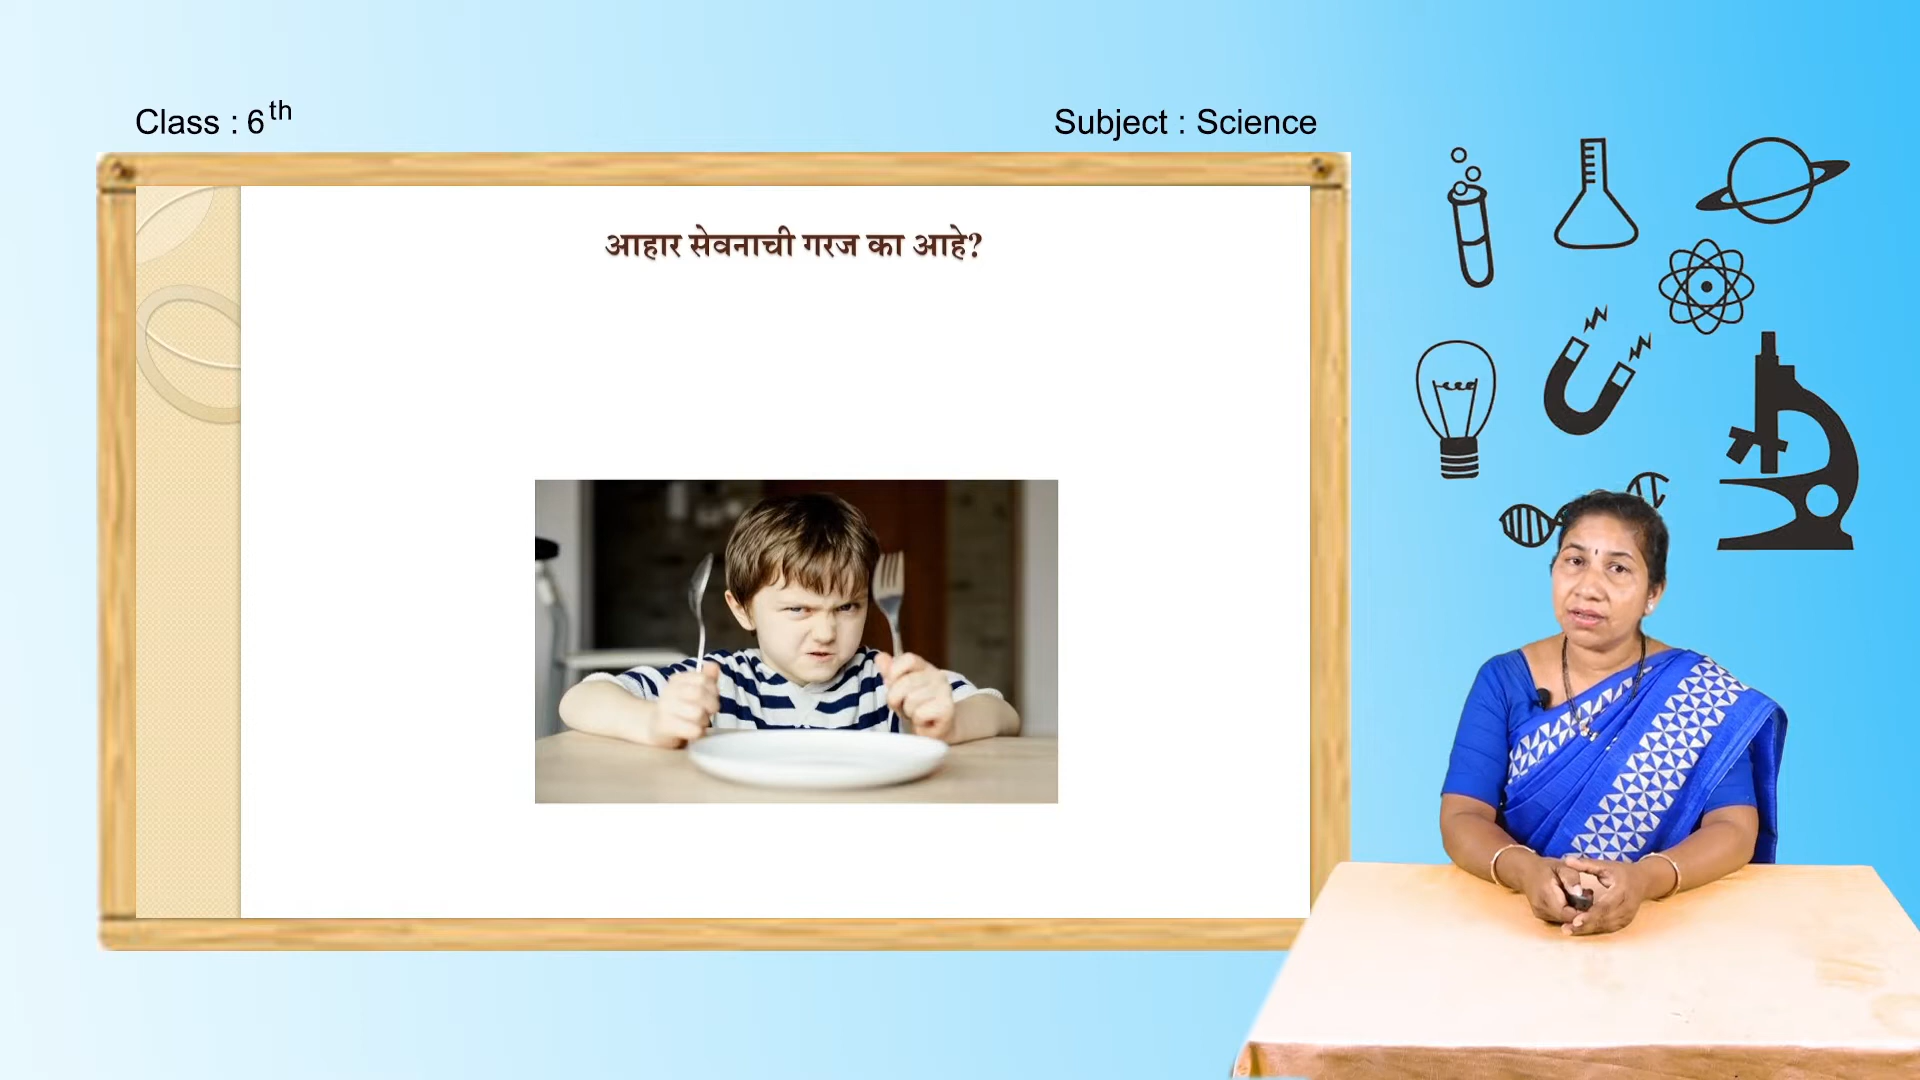 Class : 6th
Subject : Science
आहार सेवनाची गरज का आहे?